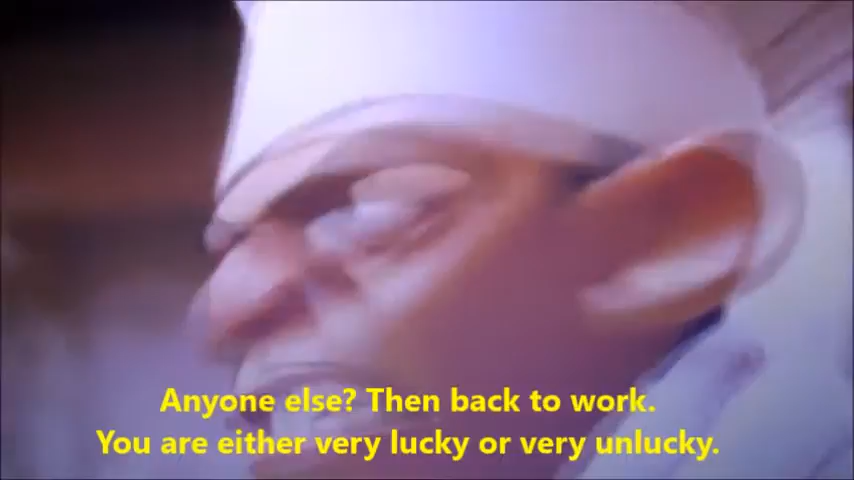 Anyone else? Then back to work.
You are either very lucky or very unlucky.